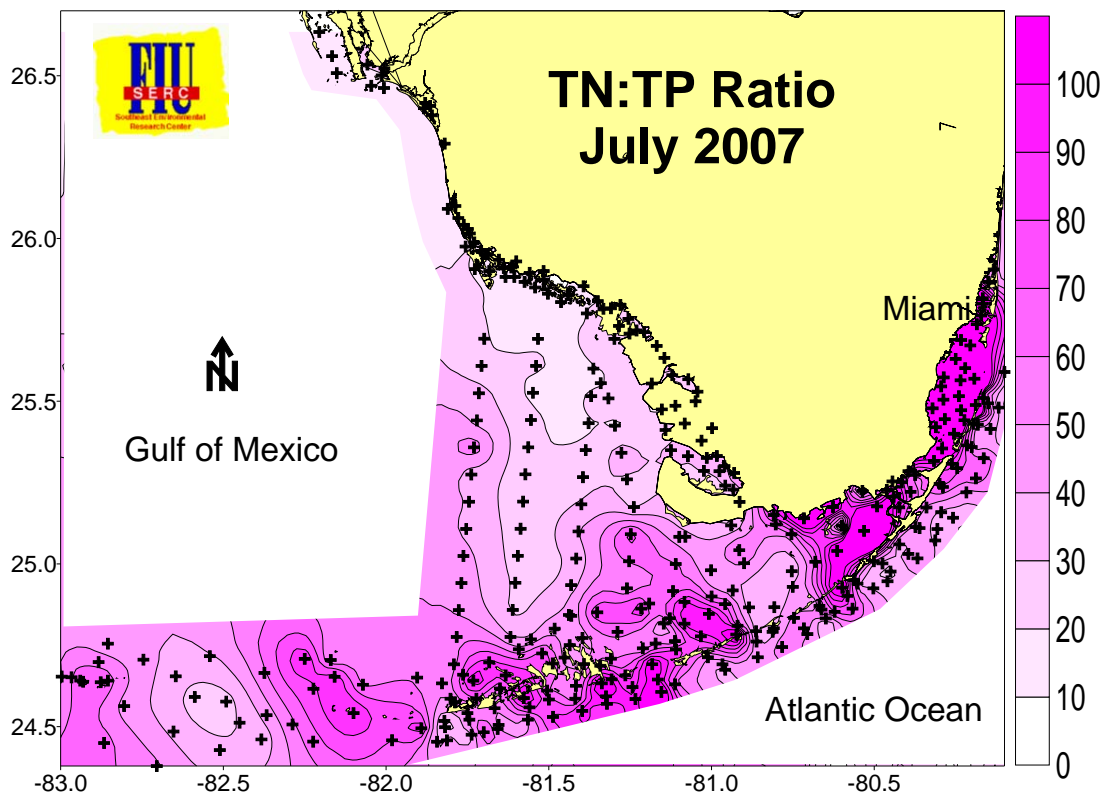 FIU
SERC
Southeast Environmental
Research Center
TN:TP Ratio
July 2007
Miami
N
Gulf of Mexico
Atlantic Ocean
26.5
26.0
25.5
25.0
24.5
-83.0 -82.5 -82.0 -81.5 -81.0 -80.5
100
90
80
70
60
50
40
30
20
10
0